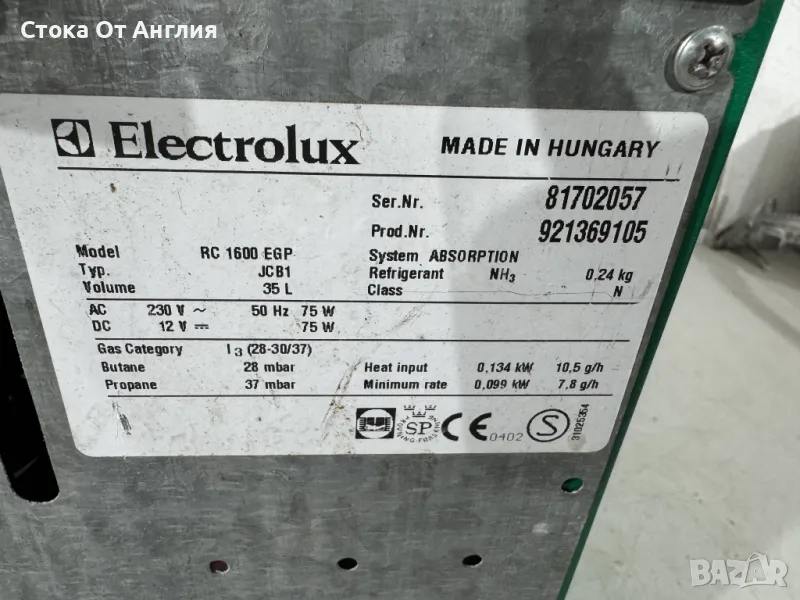 Стока От Англия
Electrolux MADE IN HUNGARY
Ser.Nr. 81702057
Prod.Nr. 921369105
Model RC 1600 EGP System ABSORPTION
Typ. JCB1 Refrigerant NH3 0,24 kg
Volume 35 L Class N
AC 230 V ~ 50 Hz 75 W
DC 12 V 75 W
Gas Category I3 (28-30/37)
Butane 28 mbar Heat input 0,134 kW 10,5 g/h
Propane 37 mbar Minimum rate 0,099 kW 7,8 g/h
SP CE 0402 S 31025354
BAZAR